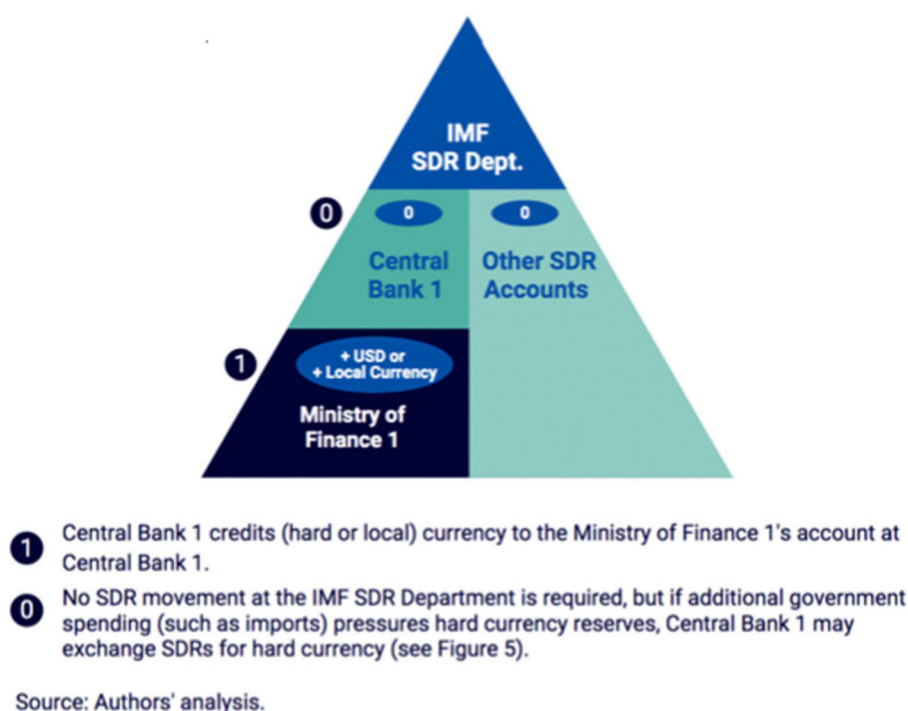 IMF
SDR Dept.
0
0
0
Central
Bank 1
Other SDR
Accounts
1
+ USD or
+ Local Currency
Ministry of
Finance 1
1
Central Bank 1 credits (hard or local) currency to the Ministry of Finance 1's account at
Central Bank 1.
0
No SDR movement at the IMF SDR Department is required, but if additional government
spending (such as imports) pressures hard currency reserves, Central Bank 1 may
exchange SDRs for hard currency (see Figure 5).
Source: Authors' analysis.